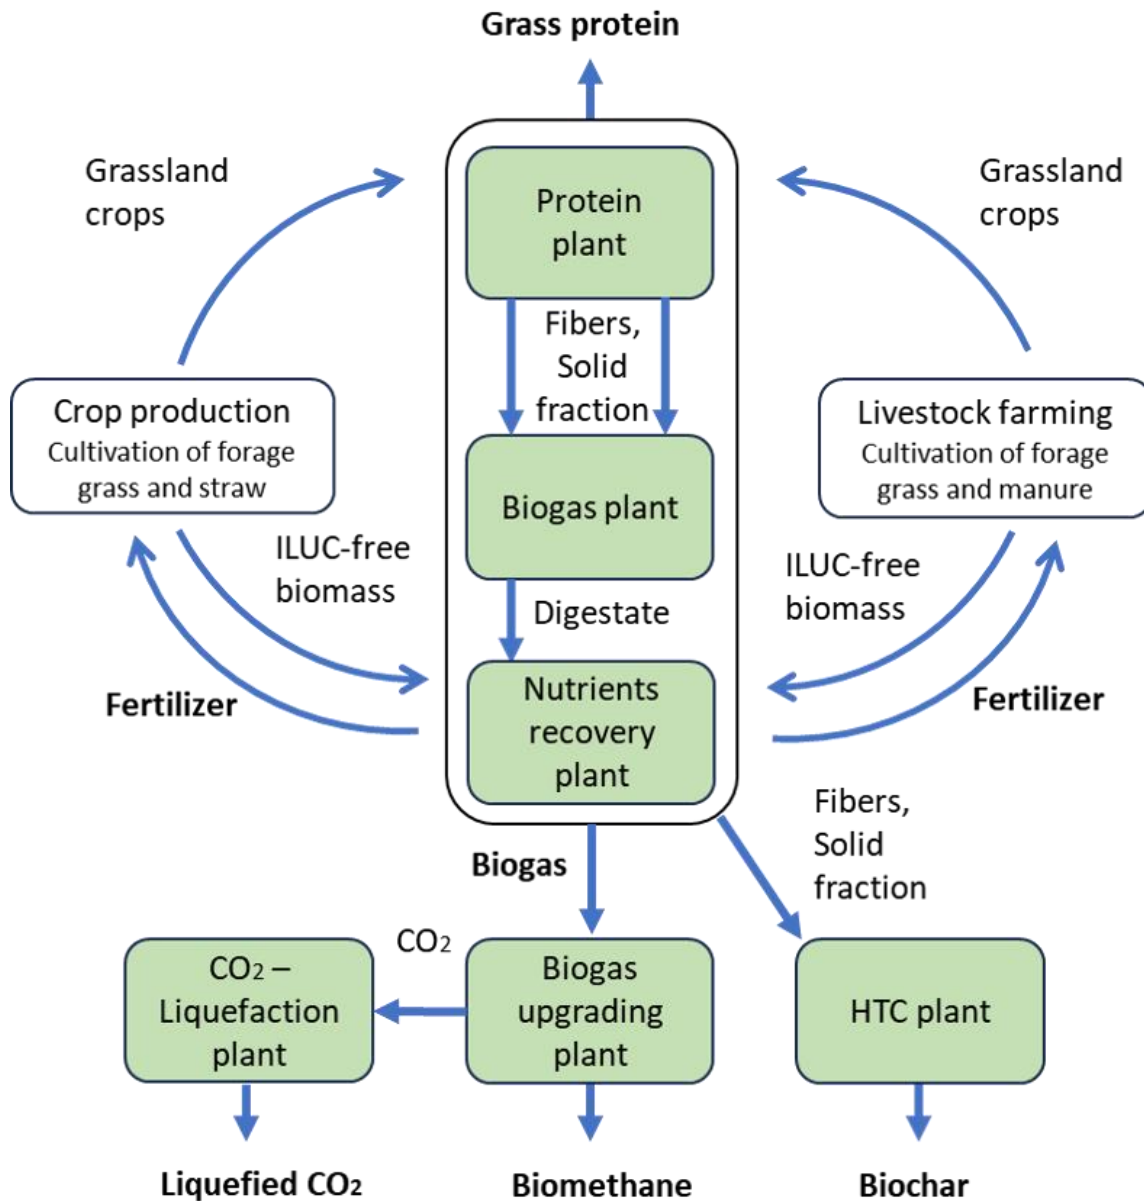 Grass protein
Grassland
crops
Grassland
crops
Protein
plant
Fibers,
Solid
fraction
Crop production
Cultivation of forage
grass and straw
Livestock farming
Cultivation of forage
grass and manure
Biogas plant
ILUC-free
biomass
ILUC-free
biomass
Digestate
Fertilizer
Fertilizer
Nutrients
recovery
plant
Fibers,
Solid
fraction
Biogas
CO₂
CO₂ –
Liquefaction
plant
Biogas
upgrading
plant
HTC plant
Liquefied CO₂
Biomethane
Biochar